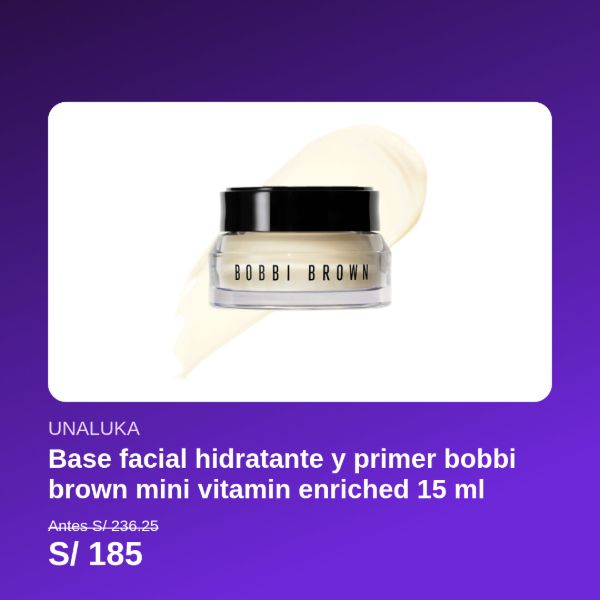 BOBBI BROWN
UNALUKA
Base facial hidratante y primer bobbi
brown mini vitamin enriched 15 ml
Antes S/ 236.25
S/ 185